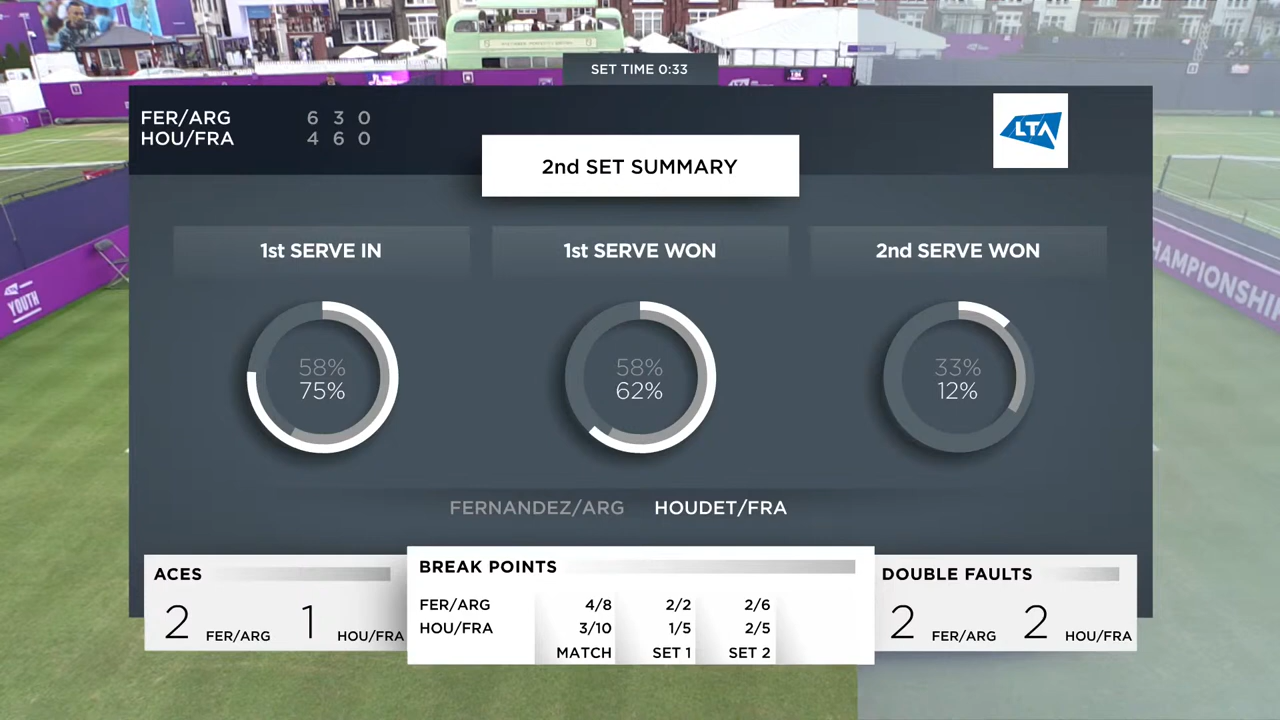 SET TIME 0:33
FER/ARG 6 3 0
HOU/FRA 4 6 0
LTA
2nd SET SUMMARY
1st SERVE IN
58%
75%
1st SERVE WON
58%
62%
2nd SERVE WON
33%
12%
FERNANDEZ/ARG HOUDET/FRA
ACES
2 FER/ARG 1 HOU/FRA
BREAK POINTS
FER/ARG 4/8 2/2 2/6
HOU/FRA 3/10 1/5 2/5
MATCH SET 1 SET 2
DOUBLE FAULTS
2 FER/ARG 2 HOU/FRA
LTA
YOUTH
HAMPIONSHI